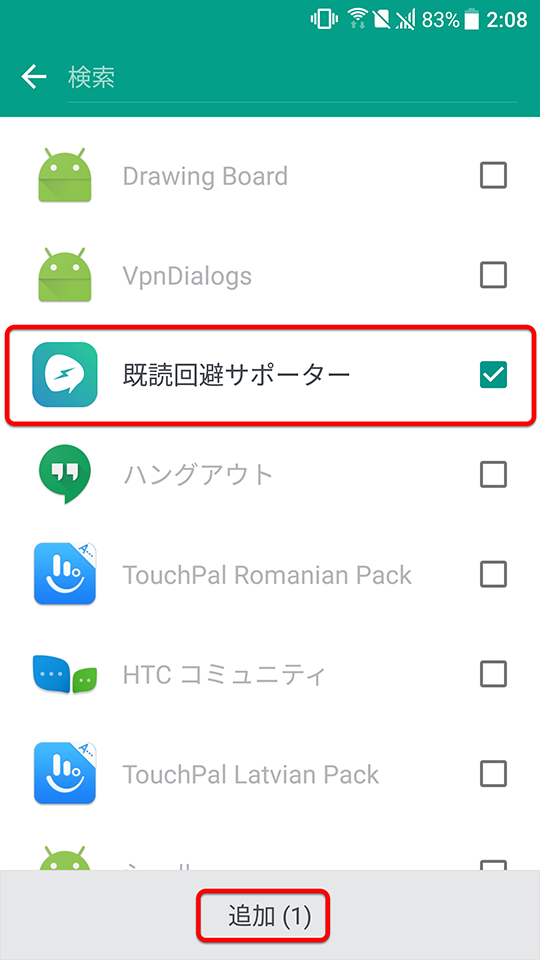 83% 2:08
検索
Drawing Board
VpnDialogs
既読回避サポーター
ハングアウト
TouchPal Romanian Pack
HTC コミュニティ
TouchPal Latvian Pack
追加 (1)